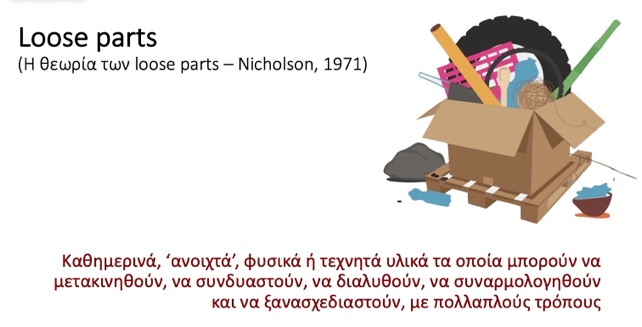 Loose parts
(Η θεωρία των loose parts – Nicholson, 1971)
Καθημερινά, ‘ανοιχτά’, φυσικά ή τεχνητά υλικά τα οποία μπορούν να
μετακινηθούν, να συνδυαστούν, να διαλυθούν, να συναρμολογηθούν
και να ξανασχεδιαστούν, με πολλαπλούς τρόπους